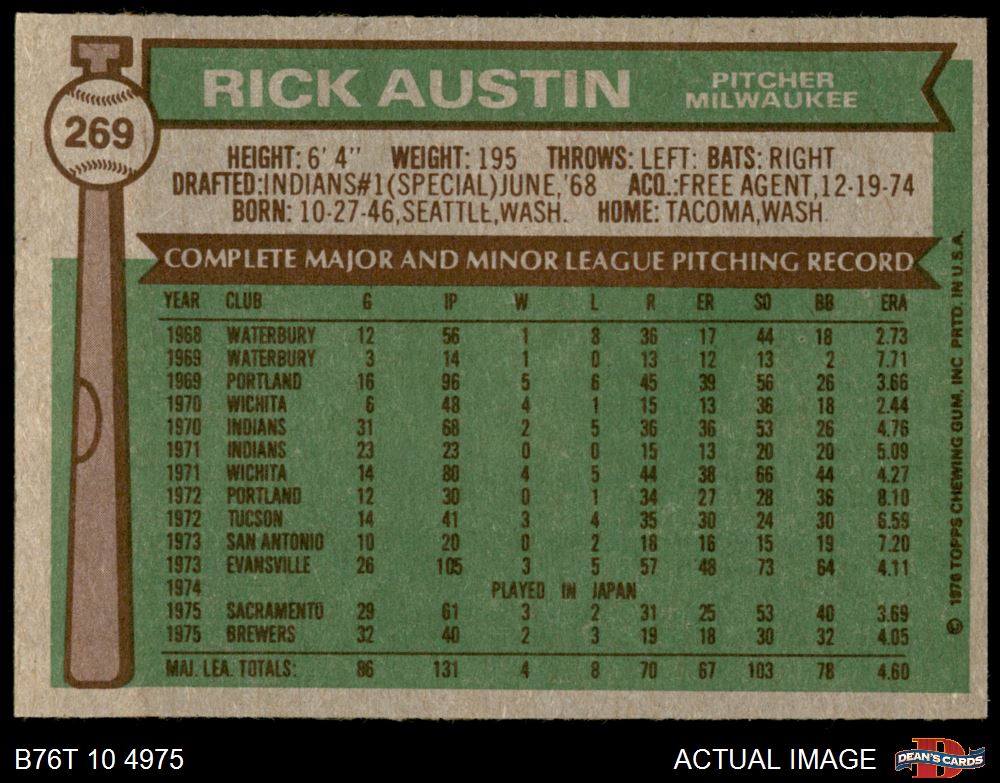 269
RICK AUSTIN
PITCHER
MILWAUKEE
HEIGHT: 6' 4" WEIGHT: 195 THROWS: LEFT: BATS: RIGHT
DRAFTED:INDIANS#1(SPECIAL)JUNE,'68 ACQ.:FREE AGENT,12-19-74
BORN: 10-27-46,SEATTLE,WASH. HOME: TACOMA,WASH.
COMPLETE MAJOR AND MINOR LEAGUE PITCHING RECORD
YEAR CLUB G IP W L R ER SO BB ERA
1968 WATERBURY 12 56 1 8 36 17 44 18 2.73
1969 WATERBURY 3 14 1 0 13 12 13 2 7.71
1969 PORTLAND 16 96 5 6 45 39 56 26 3.66
1970 WICHITA 6 48 4 1 15 13 36 18 2.44
1970 INDIANS 31 68 2 5 36 36 53 26 4.76
1971 INDIANS 23 23 0 0 15 13 20 20 5.09
1971 WICHITA 14 80 4 5 44 38 66 44 4.27
1972 PORTLAND 12 30 0 1 34 27 28 36 8.10
1972 TUCSON 14 41 3 4 35 30 24 30 6.59
1973 SAN ANTONIO 10 20 0 2 18 16 15 19 7.20
1973 EVANSVILLE 26 105 3 5 57 48 73 64 4.11
1974 PLAYED IN JAPAN
1975 SACRAMENTO 29 61 3 2 31 25 53 40 3.69
1975 BREWERS 32 40 2 3 19 18 30 32 4.05
MAJ. LEA. TOTALS: 86 131 4 8 70 67 103 78 4.60
© 1976 TOPPS CHEWING GUM, INC PRTD. IN U.S.A.
B76T 10 4975
ACTUAL IMAGE
D
DEAN'S CARDS